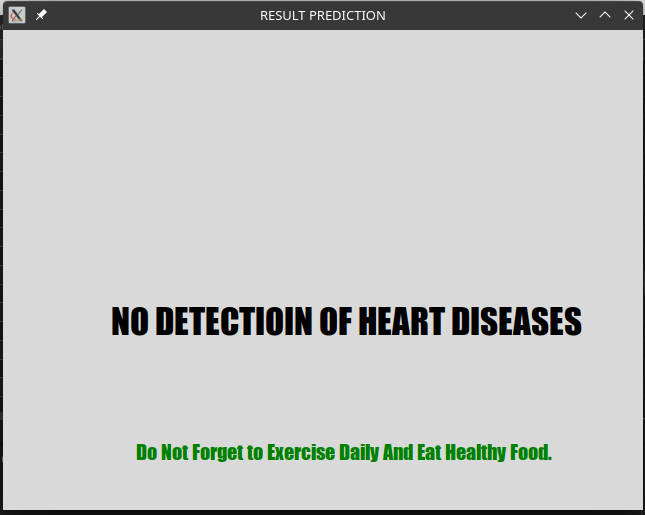 RESULT PREDICTION
NO DETECTIOIN OF HEART DISEASES
Do Not Forget to Exercise Daily And Eat Healthy Food.